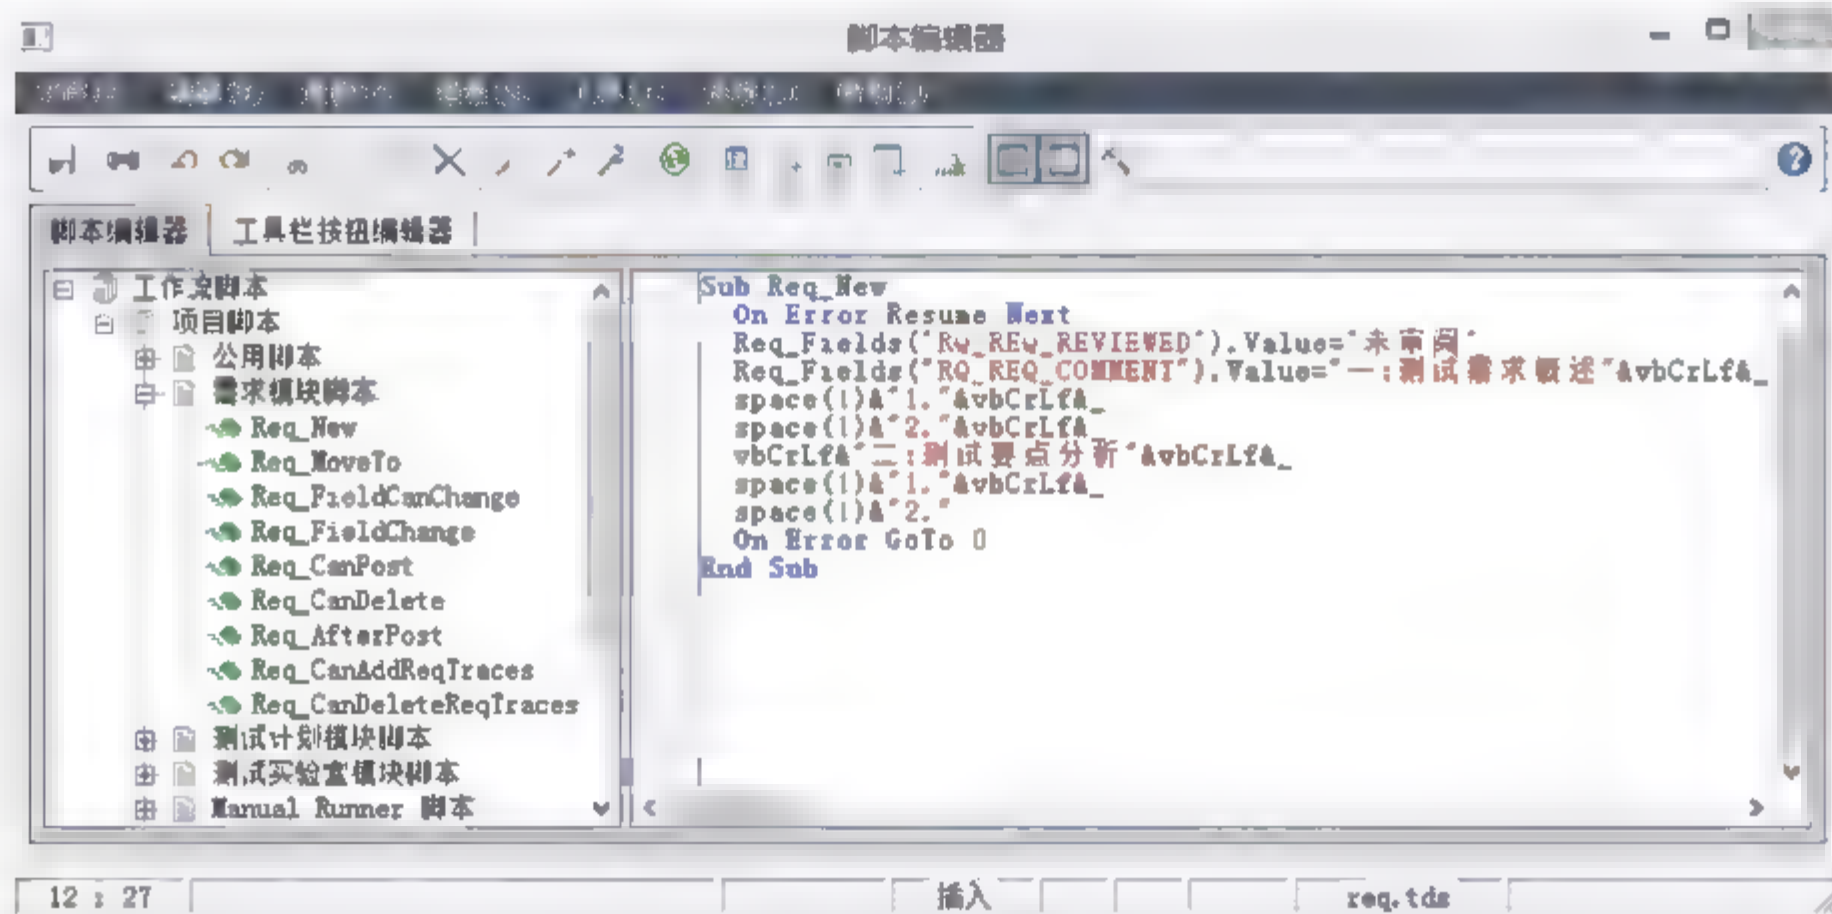 脚本编辑器
脚本编辑器
工具栏按钮编辑器
工作流脚本
项目脚本
公用脚本
需求模块脚本
Req_New
Req_MoveTo
Req_FieldCanChange
Req_FieldChange
Req_CanPost
Req_CanDelete
Req_AfterPost
Req_CanAddReqTraces
Req_CanDeleteReqTraces
测试计划模块脚本
测试实验室模块脚本
Manual Runner 脚本
Sub Req_New
On Error Resume Next
Req_Fields("RQ_REQ_REVIEWED").Value="未审阅"
Req_Fields("RQ_REQ_COMMENT").Value="一:测试需求概述"&vbCrLf&_
space(1)&"1."&vbCrLf&_
space(1)&"2."&vbCrLf&_
vbCrLf&"二:测试要点分析"&vbCrLf&_
space(1)&"1."&vbCrLf&_
space(1)&"2."
On Error GoTo 0
End Sub
12 : 27
插入
req.tds